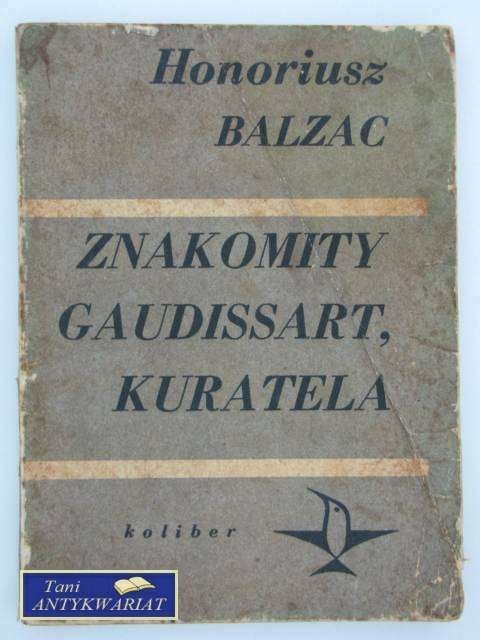 Honoriusz
BALZAC
ZNAKOMITY
GAUDISSART,
KURATELA
koliber
Tani
ANTYKWARIAT